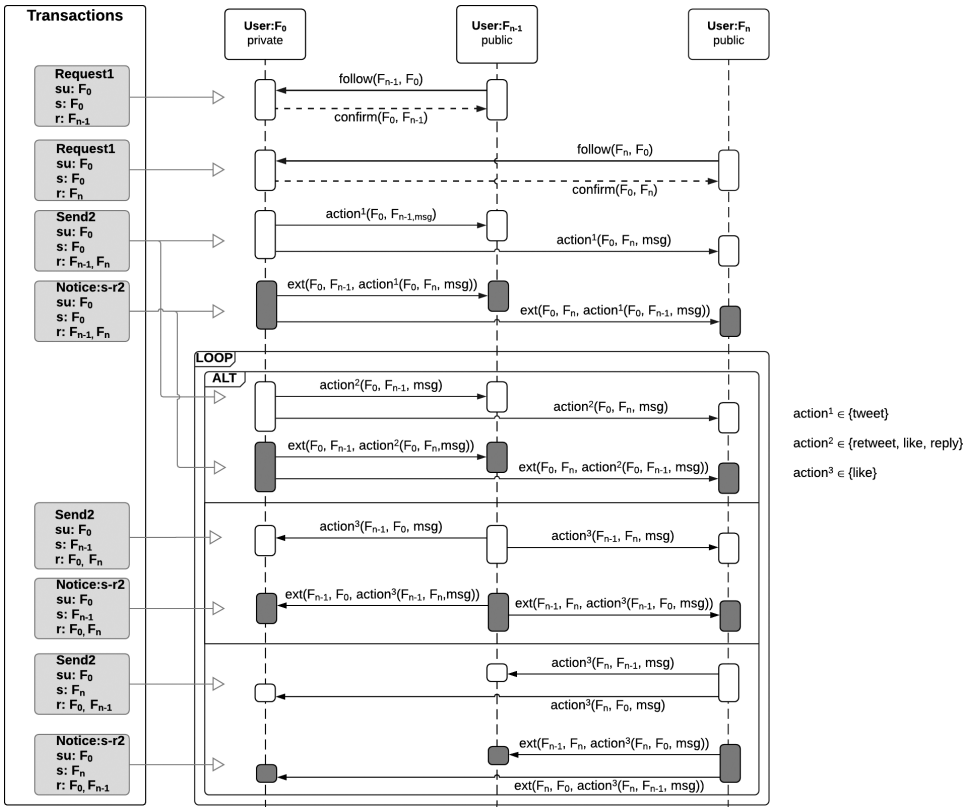 Transactions
User:F₀
private
User:Fₙ₋₁
public
User:Fₙ
public
Request1
su: F₀
s: F₀
r: Fₙ₋₁
follow(Fₙ₋₁, F₀)
confirm(F₀, Fₙ₋₁)
Request1
su: F₀
s: F₀
r: Fₙ
follow(Fₙ, F₀)
confirm(F₀, Fₙ)
Send2
su: F₀
s: F₀
r: Fₙ₋₁, Fₙ
action¹(F₀, Fₙ₋₁,msg)
action¹(F₀, Fₙ, msg)
Notice:s-r2
su: F₀
s: F₀
r: Fₙ₋₁, Fₙ
ext(F₀, Fₙ₋₁, action¹(F₀, Fₙ, msg))
ext(F₀, Fₙ, action¹(F₀, Fₙ₋₁, msg))
LOOP
ALT
action²(F₀, Fₙ₋₁, msg)
action²(F₀, Fₙ, msg)
ext(F₀, Fₙ₋₁, action²(F₀, Fₙ,msg))
ext(F₀, Fₙ, action²(F₀, Fₙ₋₁, msg))
action¹ ∈ {tweet}
action² ∈ {retweet, like, reply}
action³ ∈ {like}
Send2
su: F₀
s: Fₙ₋₁
r: F₀, Fₙ
action³(Fₙ₋₁, F₀, msg)
action³(Fₙ₋₁, Fₙ, msg)
Notice:s-r2
su: F₀
s: Fₙ₋₁
r: F₀, Fₙ
ext(Fₙ₋₁, F₀, action³(Fₙ₋₁, Fₙ,msg))
ext(Fₙ₋₁, Fₙ, action³(Fₙ₋₁, F₀, msg))
Send2
su: F₀
s: Fₙ
r: F₀, Fₙ₋₁
action³(Fₙ, Fₙ₋₁, msg)
action³(Fₙ, F₀, msg)
Notice:s-r2
su: F₀
s: Fₙ
r: F₀, Fₙ₋₁
ext(Fₙ₋₁, Fₙ, action³(Fₙ, F₀, msg))
ext(Fₙ, F₀, action³(Fₙ, Fₙ₋₁, msg))